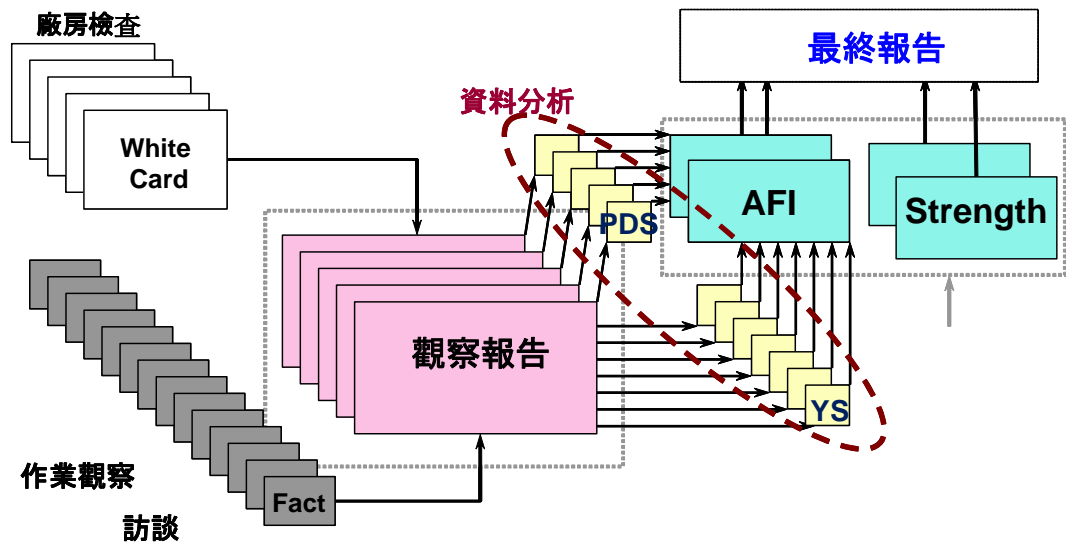 廠房檢查
White
Card
最終報告
資料分析
PDS
AFI
Strength
觀察報告
YS
作業觀察
訪談
Fact